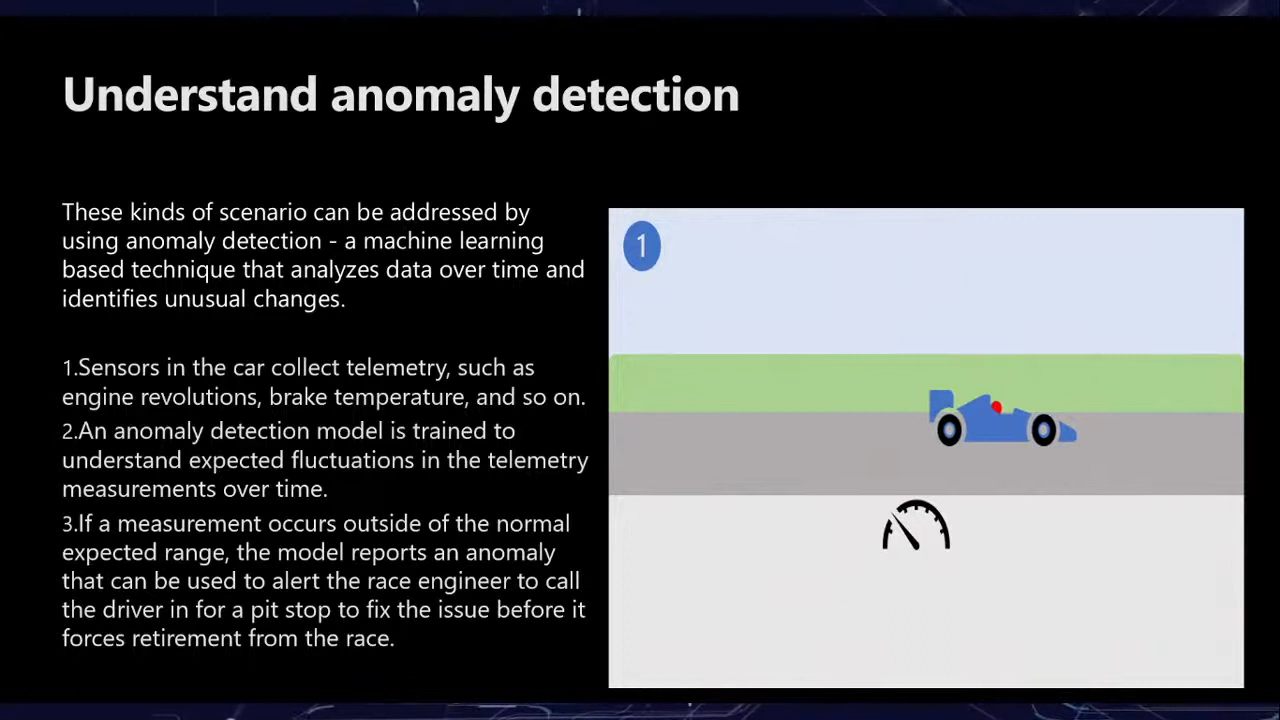 Understand anomaly detection
These kinds of scenario can be addressed by
using anomaly detection - a machine learning
based technique that analyzes data over time and
identifies unusual changes.
1.Sensors in the car collect telemetry, such as
engine revolutions, brake temperature, and so on.
2.An anomaly detection model is trained to
understand expected fluctuations in the telemetry
measurements over time.
3.If a measurement occurs outside of the normal
expected range, the model reports an anomaly
that can be used to alert the race engineer to call
the driver in for a pit stop to fix the issue before it
forces retirement from the race.
1